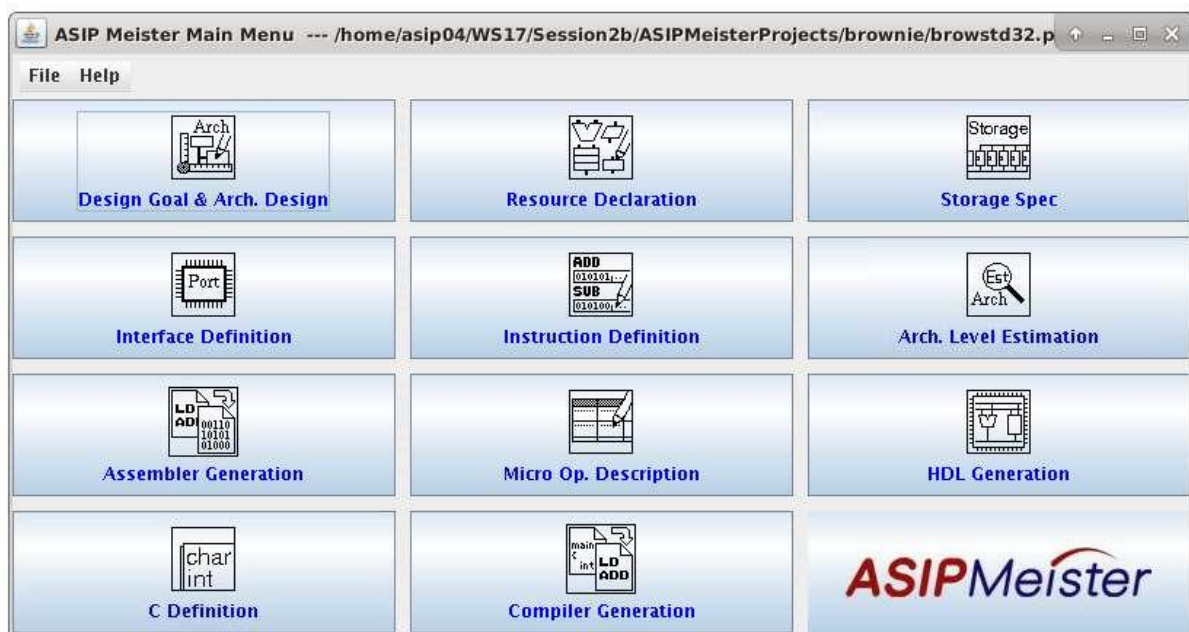 ASIP Meister Main Menu --- /home/asip04/WS17/Session2b/ASIPMeisterProjects/brownie/browstd32.p
File Help
Arch
Design Goal & Arch. Design
Resource Declaration
Storage
Storage Spec
Port
Interface Definition
ADD
010101,..
SUB
010100,..
Instruction Definition
Est
Arch
Arch. Level Estimation
LD
AD
00110
10101
01000
Assembler Generation
Micro Op. Description
HDL Generation
char
int
C Definition
main
{
int
LD
ADD
Compiler Generation
ASIPMeister